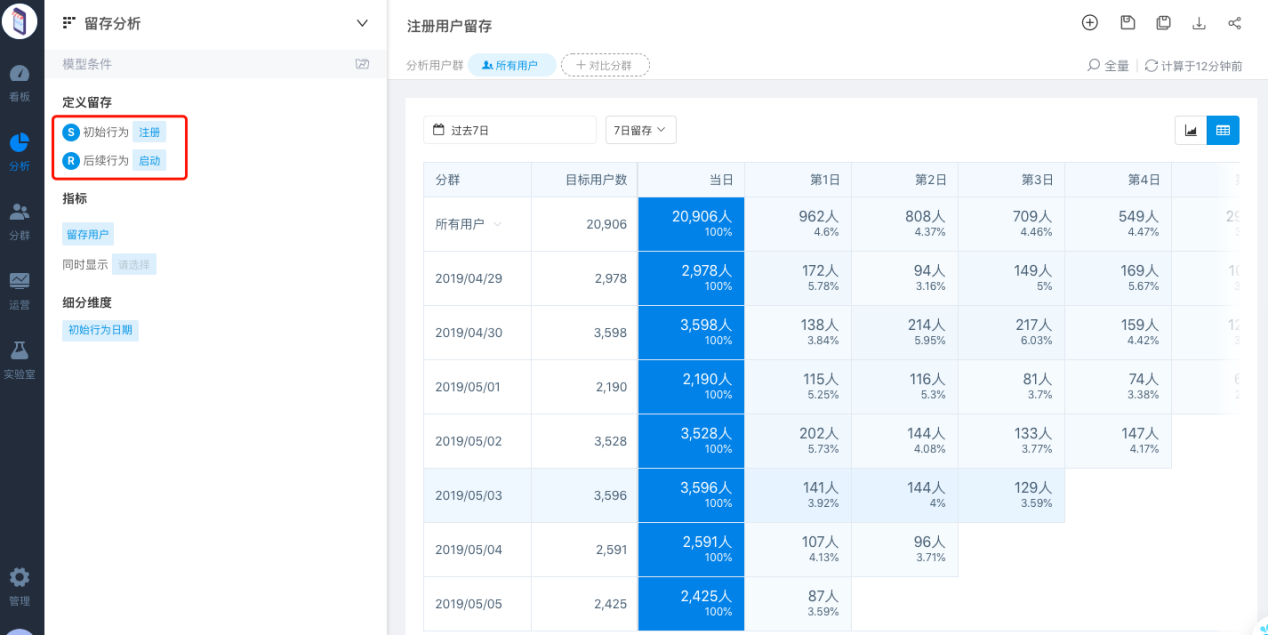 留存分析
注册用户留存
模型条件
分析用户群 所有用户 + 对比分群
全量 计算于12分钟前
看板
分析
分群
运营
实验室
管理
定义留存
S 初始行为 注册
R 后续行为 启动
指标
留存用户
同时显示 请选择
细分维度
初始行为日期
过去7日 7日留存
分群 目标用户数 当日 第1日 第2日 第3日 第4日
所有用户 20,906 20,906人 962人 808人 709人 549人
100% 4.6% 4.37% 4.46% 4.47%
2019/04/29 2,978 2,978人 172人 94人 149人 169人
100% 5.78% 3.16% 5% 5.67%
2019/04/30 3,598 3,598人 138人 214人 217人 159人
100% 3.84% 5.95% 6.03% 4.42%
2019/05/01 2,190 2,190人 115人 116人 81人 74人
100% 5.25% 5.3% 3.7% 3.38%
2019/05/02 3,528 3,528人 202人 144人 133人 147人
100% 5.73% 4.08% 3.77% 4.17%
2019/05/03 3,596 3,596人 141人 144人 129人
100% 3.92% 4% 3.59%
2019/05/04 2,591 2,591人 107人 96人
100% 4.13% 3.71%
2019/05/05 2,425 2,425人 87人
100% 3.59%